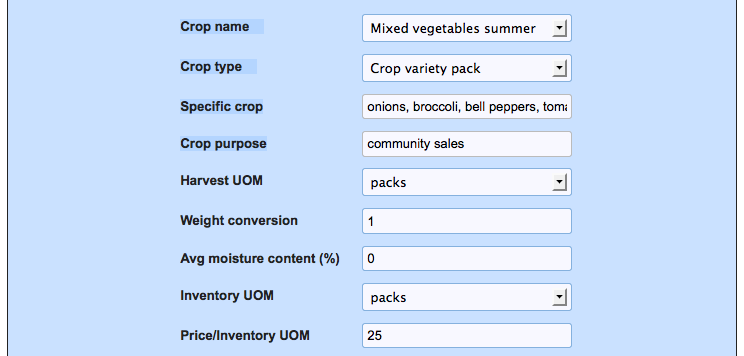 Crop name Mixed vegetables summer
Crop type Crop variety pack
Specific crop onions, broccoli, bell peppers, toma
Crop purpose community sales
Harvest UOM packs
Weight conversion 1
Avg moisture content (%) 0
Inventory UOM packs
Price/Inventory UOM 25